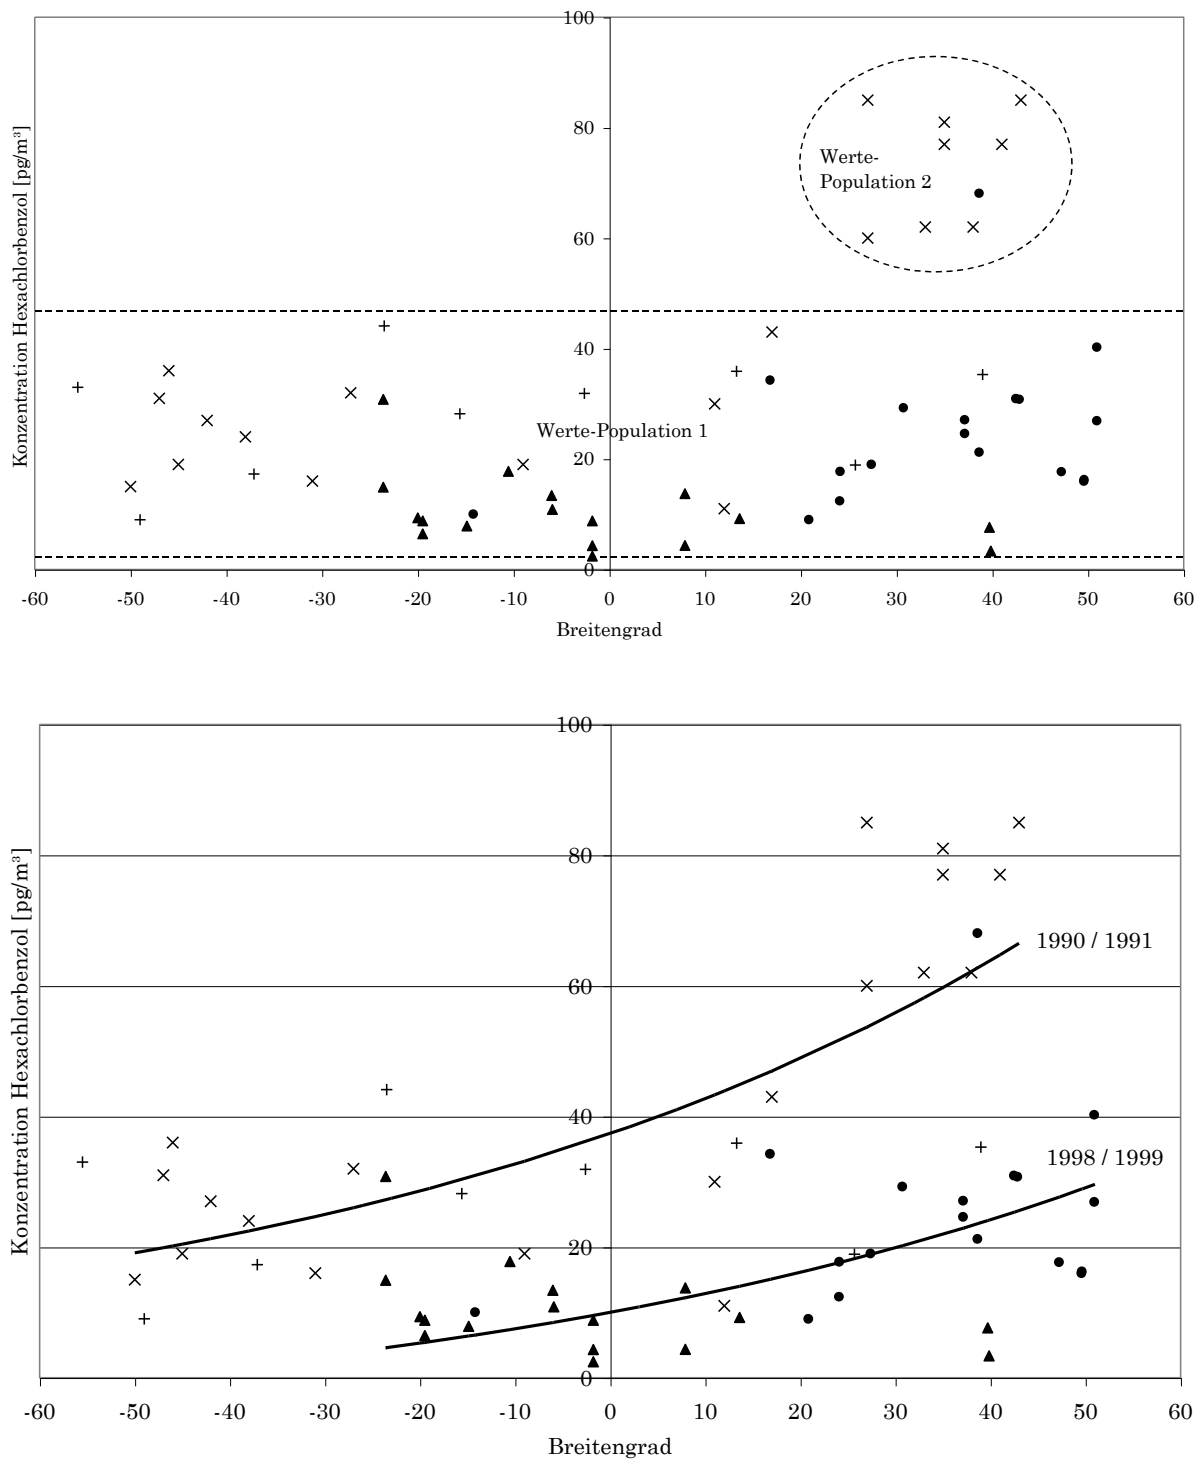 100
80
60
40
20
0
Konzentration Hexachlorbenzol [pg/m³]
Werte-
Population 2
Werte-Population 1
-60 -50 -40 -30 -20 -10 0 10 20 30 40 50 60
Breitengrad
100
80
60
40
20
0
Konzentration Hexachlorbenzol [pg/m³]
1990 / 1991
1998 / 1999
-60 -50 -40 -30 -20 -10 0 10 20 30 40 50 60
Breitengrad